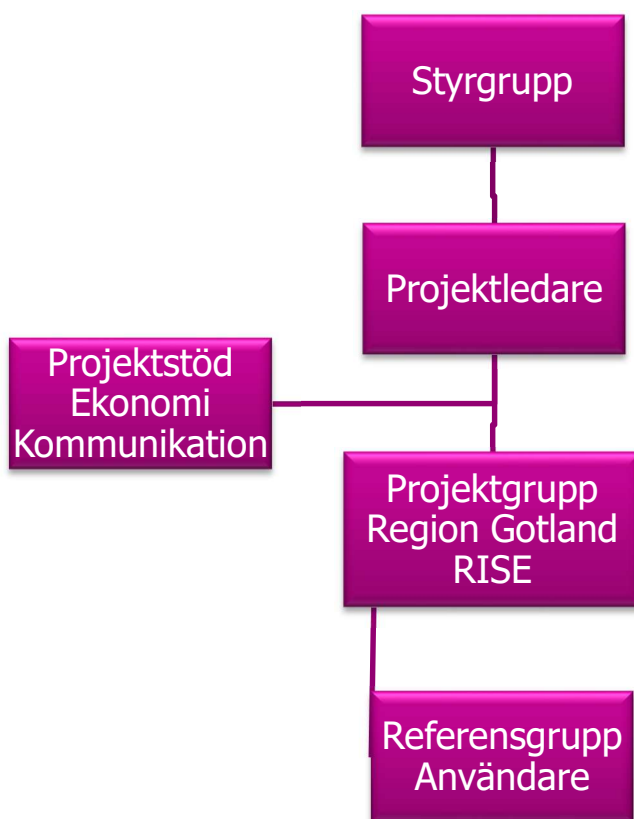 Styrgrupp
Projektledare
Projektstöd
Ekonomi
Kommunikation
Projektgrupp
Region Gotland
RISE
Referensgrupp
Användare